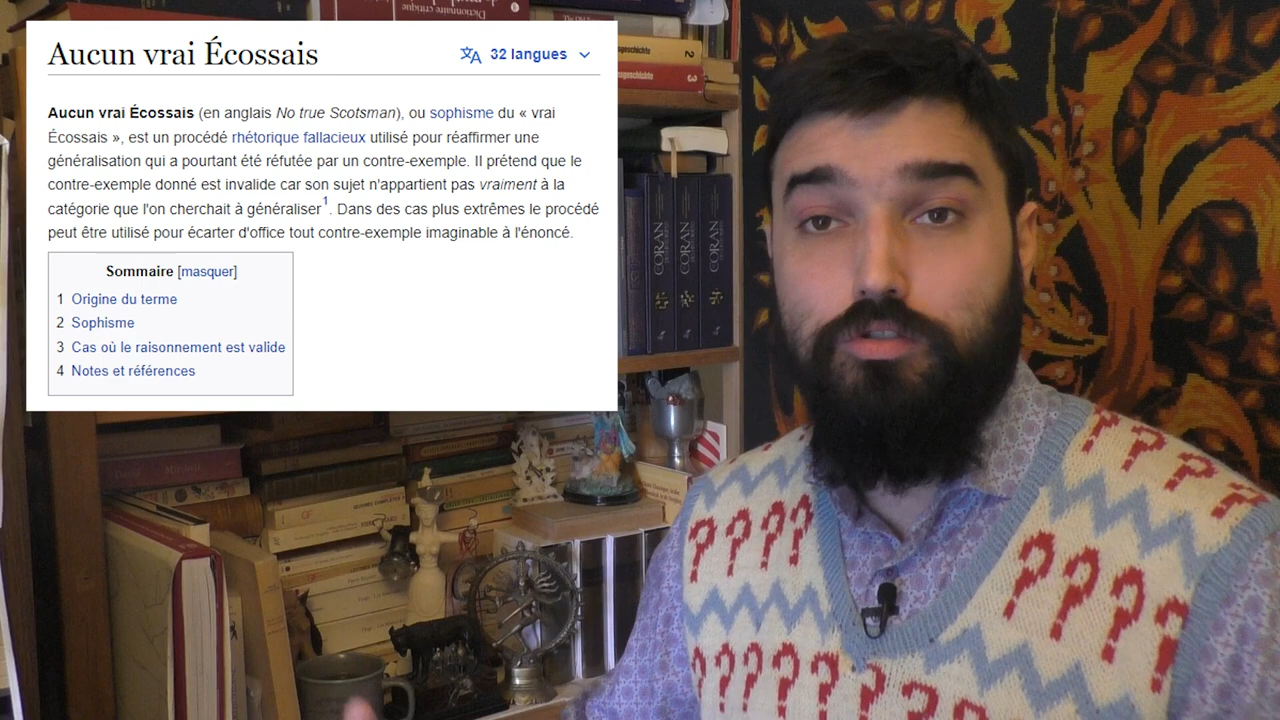 Dictionnaire critique
Aucun vrai Écossais
32 langues
Aucun vrai Écossais (en anglais No true Scotsman), ou sophisme du « vrai
Écossais », est un procédé rhétorique fallacieux utilisé pour réaffirmer une
généralisation qui a pourtant été réfutée par un contre-exemple. Il prétend que le
contre-exemple donné est invalide car son sujet n'appartient pas vraiment à la
catégorie que l'on cherchait à généraliser1. Dans des cas plus extrêmes le procédé
peut être utilisé pour écarter d'office tout contre-exemple imaginable à l'énoncé.
Sommaire [masquer]
1 Origine du terme
2 Sophisme
3 Cas où le raisonnement est valide
4 Notes et références
2
3
CORAN
CORAN
CORAN
? ? ? ?
? ? ? ?
? ? ? ?
? ? ? ? ? ? ? ?